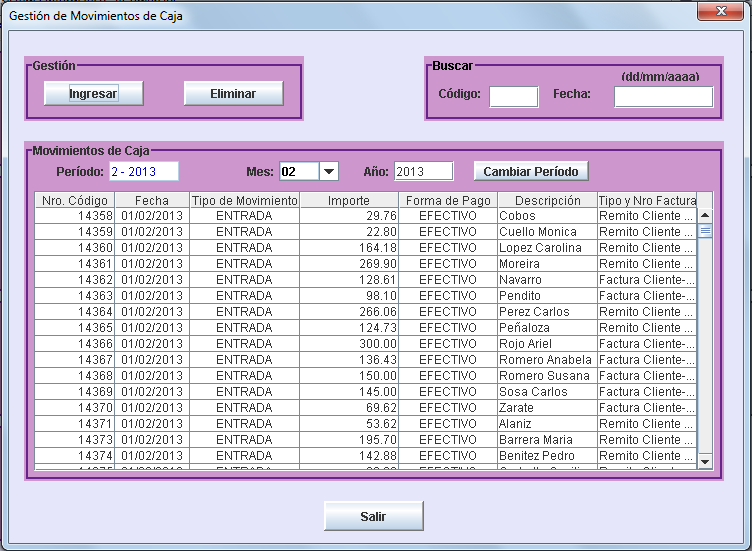 Gestión de Movimientos de Caja
Gestión
Ingresar Eliminar
Buscar
(dd/mm/aaaa)
Código: Fecha:
Movimientos de Caja
Período: 2 - 2013 Mes: 02 Año: 2013 Cambiar Período
Nro. Código Fecha Tipo de Movimiento Importe Forma de Pago Descripción Tipo y Nro Factura
14358 01/02/2013 ENTRADA 29.76 EFECTIVO Cobos Remito Cliente ...
14359 01/02/2013 ENTRADA 22.80 EFECTIVO Cuello Monica Remito Cliente ...
14360 01/02/2013 ENTRADA 164.18 EFECTIVO Lopez Carolina Remito Cliente ...
14361 01/02/2013 ENTRADA 269.90 EFECTIVO Moreira Remito Cliente ...
14362 01/02/2013 ENTRADA 128.61 EFECTIVO Navarro Factura Cliente-...
14363 01/02/2013 ENTRADA 98.10 EFECTIVO Pendito Factura Cliente-...
14364 01/02/2013 ENTRADA 266.06 EFECTIVO Perez Carlos Remito Cliente ...
14365 01/02/2013 ENTRADA 124.73 EFECTIVO Peñaloza Remito Cliente ...
14366 01/02/2013 ENTRADA 300.00 EFECTIVO Rojo Ariel Factura Cliente-...
14367 01/02/2013 ENTRADA 136.43 EFECTIVO Romero Anabela Factura Cliente-...
14368 01/02/2013 ENTRADA 150.00 EFECTIVO Romero Susana Factura Cliente-...
14369 01/02/2013 ENTRADA 145.00 EFECTIVO Sosa Carlos Factura Cliente-...
14370 01/02/2013 ENTRADA 69.62 EFECTIVO Zarate Factura Cliente-...
14371 01/02/2013 ENTRADA 53.62 EFECTIVO Alaniz Remito Cliente ...
14373 01/02/2013 ENTRADA 195.70 EFECTIVO Barrera Maria Remito Cliente ...
14374 01/02/2013 ENTRADA 142.88 EFECTIVO Benitez Pedro Remito Cliente ...
14375 01/02/2013 ENTRADA EFECTIVO
Salir